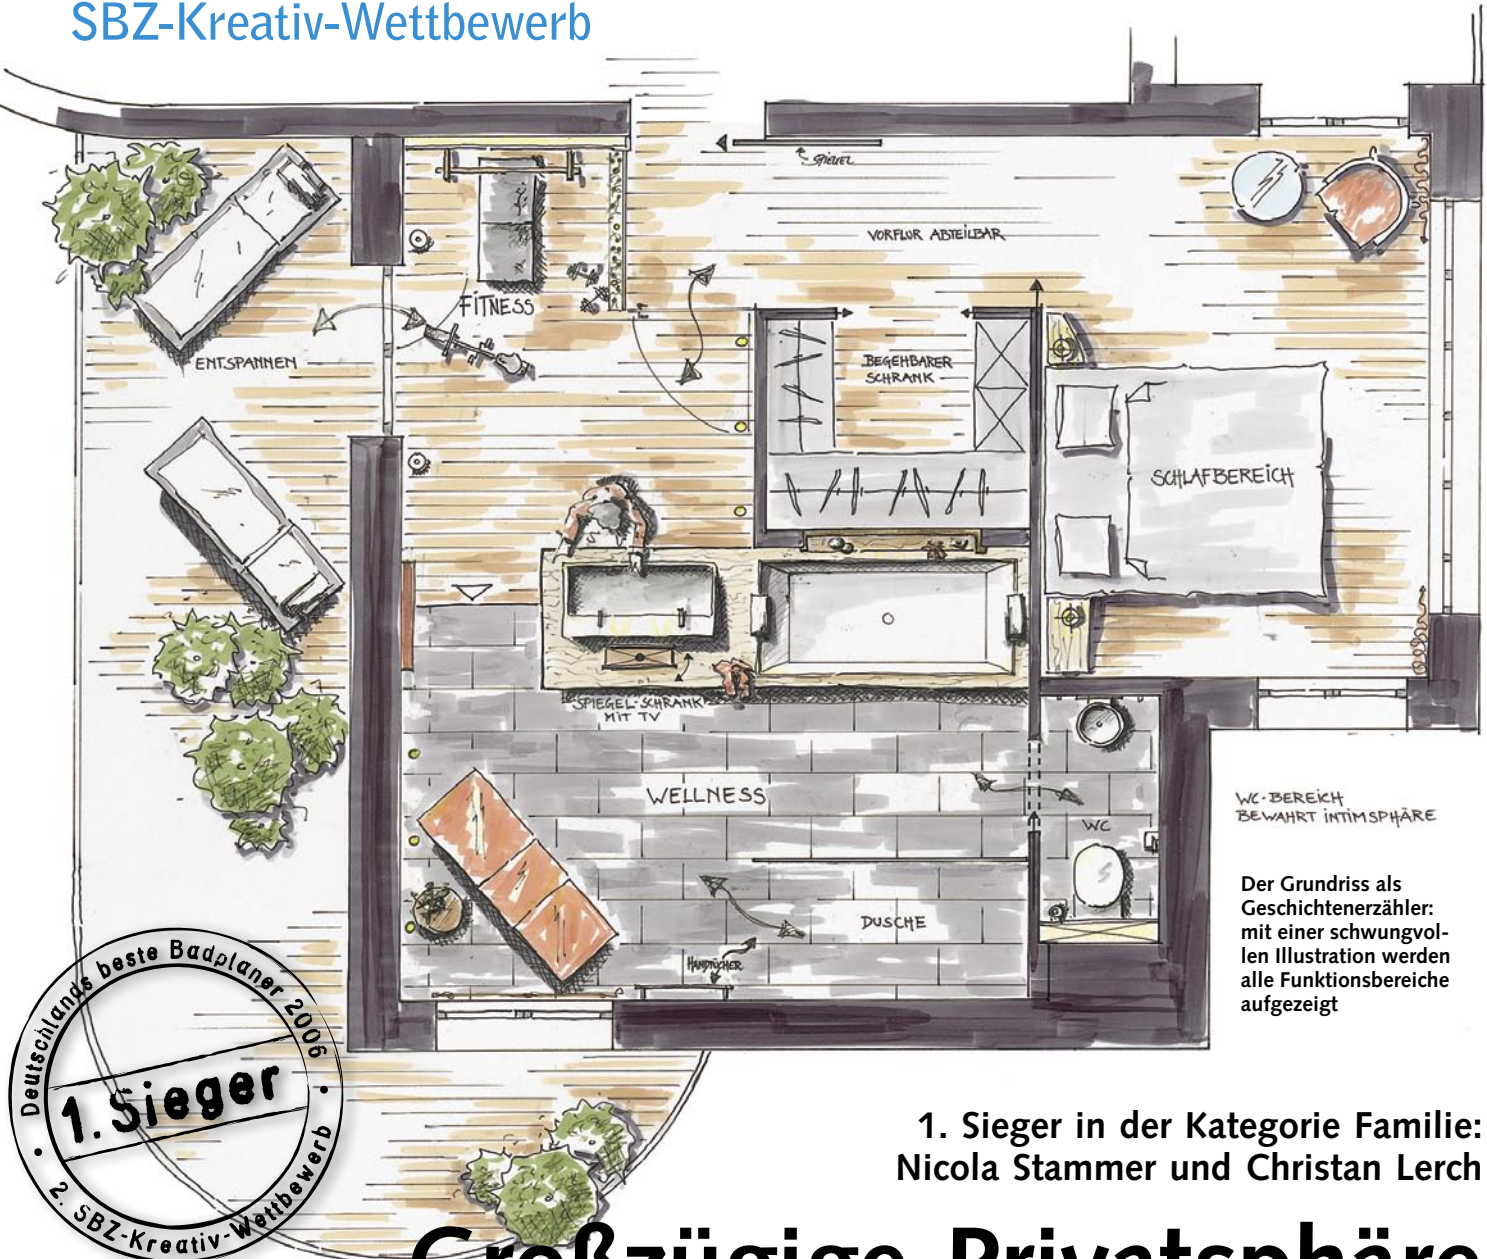 SBZ-Kreativ-Wettbewerb
SPIEGEL
VORFLUR ABTEILBAR
FITNESS
ENTSPANNEN
BEGEHBARER
SCHRANK
SCHLAFBEREICH
SPIEGEL-SCHRANK
MIT TV
WELLNESS
WC
WC-BEREICH
BEWAHRT INTIMSPHÄRE
DUSCHE
HANDTÜCHER
Der Grundriss als
Geschichtenerzähler:
mit einer schwungvol-
len Illustration werden
alle Funktionsbereiche
aufgezeigt
Deutschlands beste Badplaner 2006
1. Sieger
2. SBZ-Kreativ-Wettbewerb
1. Sieger in der Kategorie Familie:
Nicola Stammer und Christan Lerch
Großzügige Privatsphäre